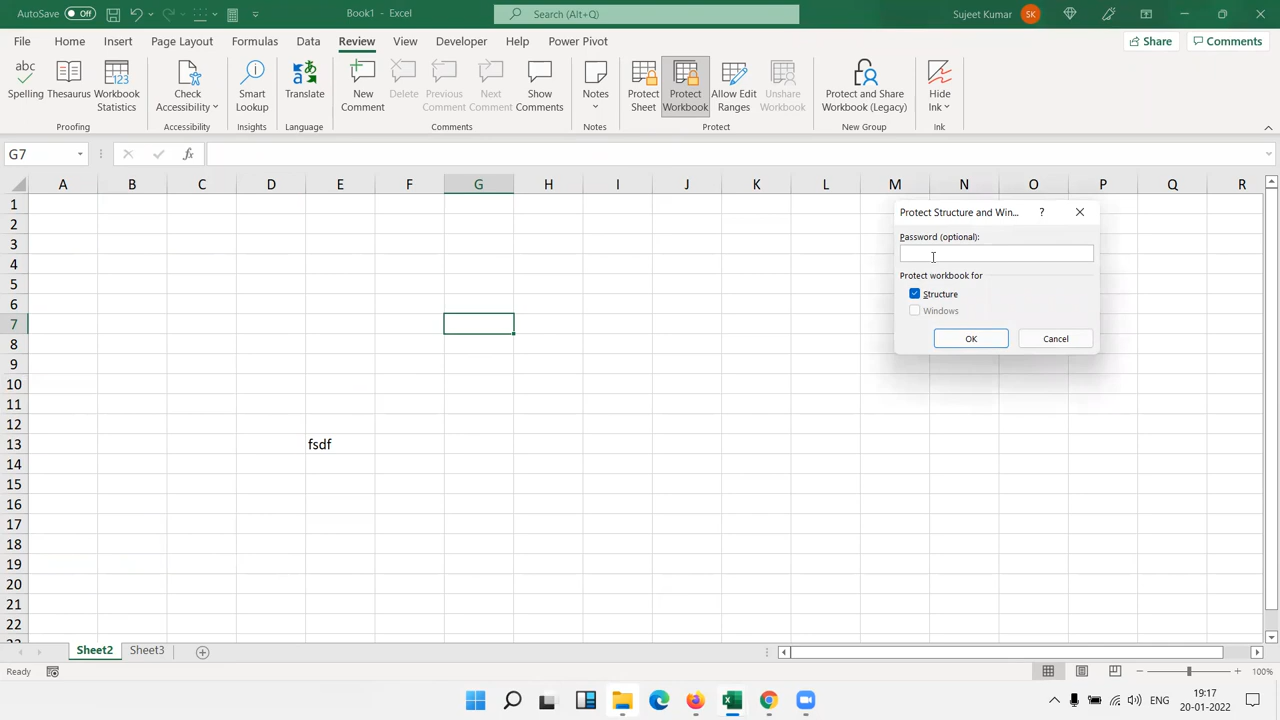 AutoSave Off Book1 - Excel Search (Alt+Q) Sujeet Kumar SK
File Home Insert Page Layout Formulas Data Review View Developer Help Power Pivot Share Comments
abc
Spelling Thesaurus Workbook Statistics Check Accessibility Smart Lookup Translate New Comment Delete Previous Comment Next Comment Show Comments Notes Protect Sheet Protect Workbook Allow Edit Ranges Unshare Workbook Protect and Share Workbook (Legacy) Hide Ink
Proofing Accessibility Insights Language Comments Notes Protect New Group Ink
G7 fx
A B C D E F G H I J K L M N O P Q R
1
2
3
4
5
6
7
8
9
10
11
12
13 fsdf
14
15
16
17
18
19
20
21
22
Protect Structure and Win... ?
Password (optional):
Protect workbook for
Structure
Windows
OK Cancel
Sheet2 Sheet3
Ready 100%
ENG 19:17
20-01-2022